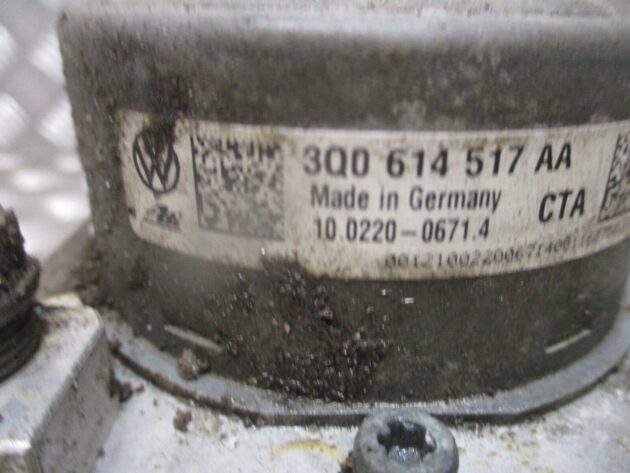 3Q0 614 517 AA
Made in Germany
CTA
10.0220-0671.4